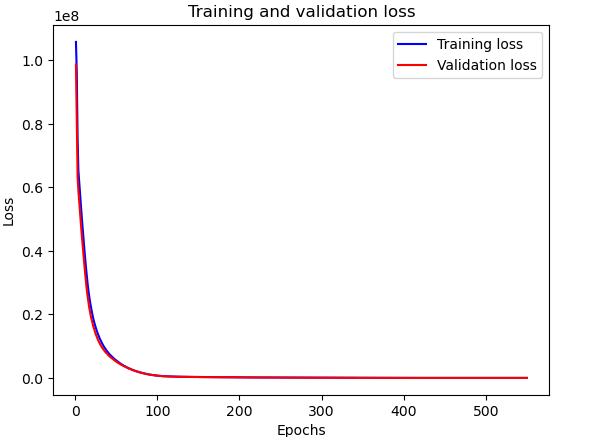 Training and validation loss
1e8
Training loss
Validation loss
1.0
0.8
0.6
0.4
0.2
0.0
Loss
0 100 200 300 400 500
Epochs